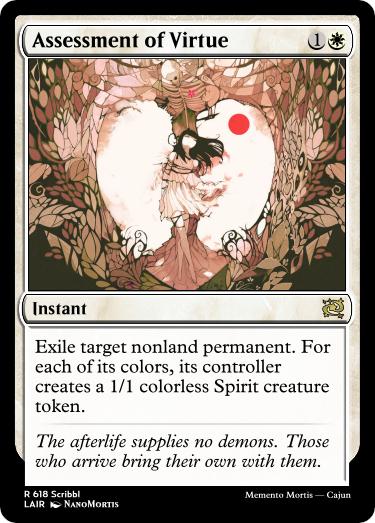 Assessment of Virtue 1
Instant
Exile target nonland permanent. For
each of its colors, its controller
creates a 1/1 colorless Spirit creature
token.
The afterlife supplies no demons. Those
who arrive bring their own with them.
R 618 Scribbl
LAIR NanoMortis
Memento Mortis — Cajun